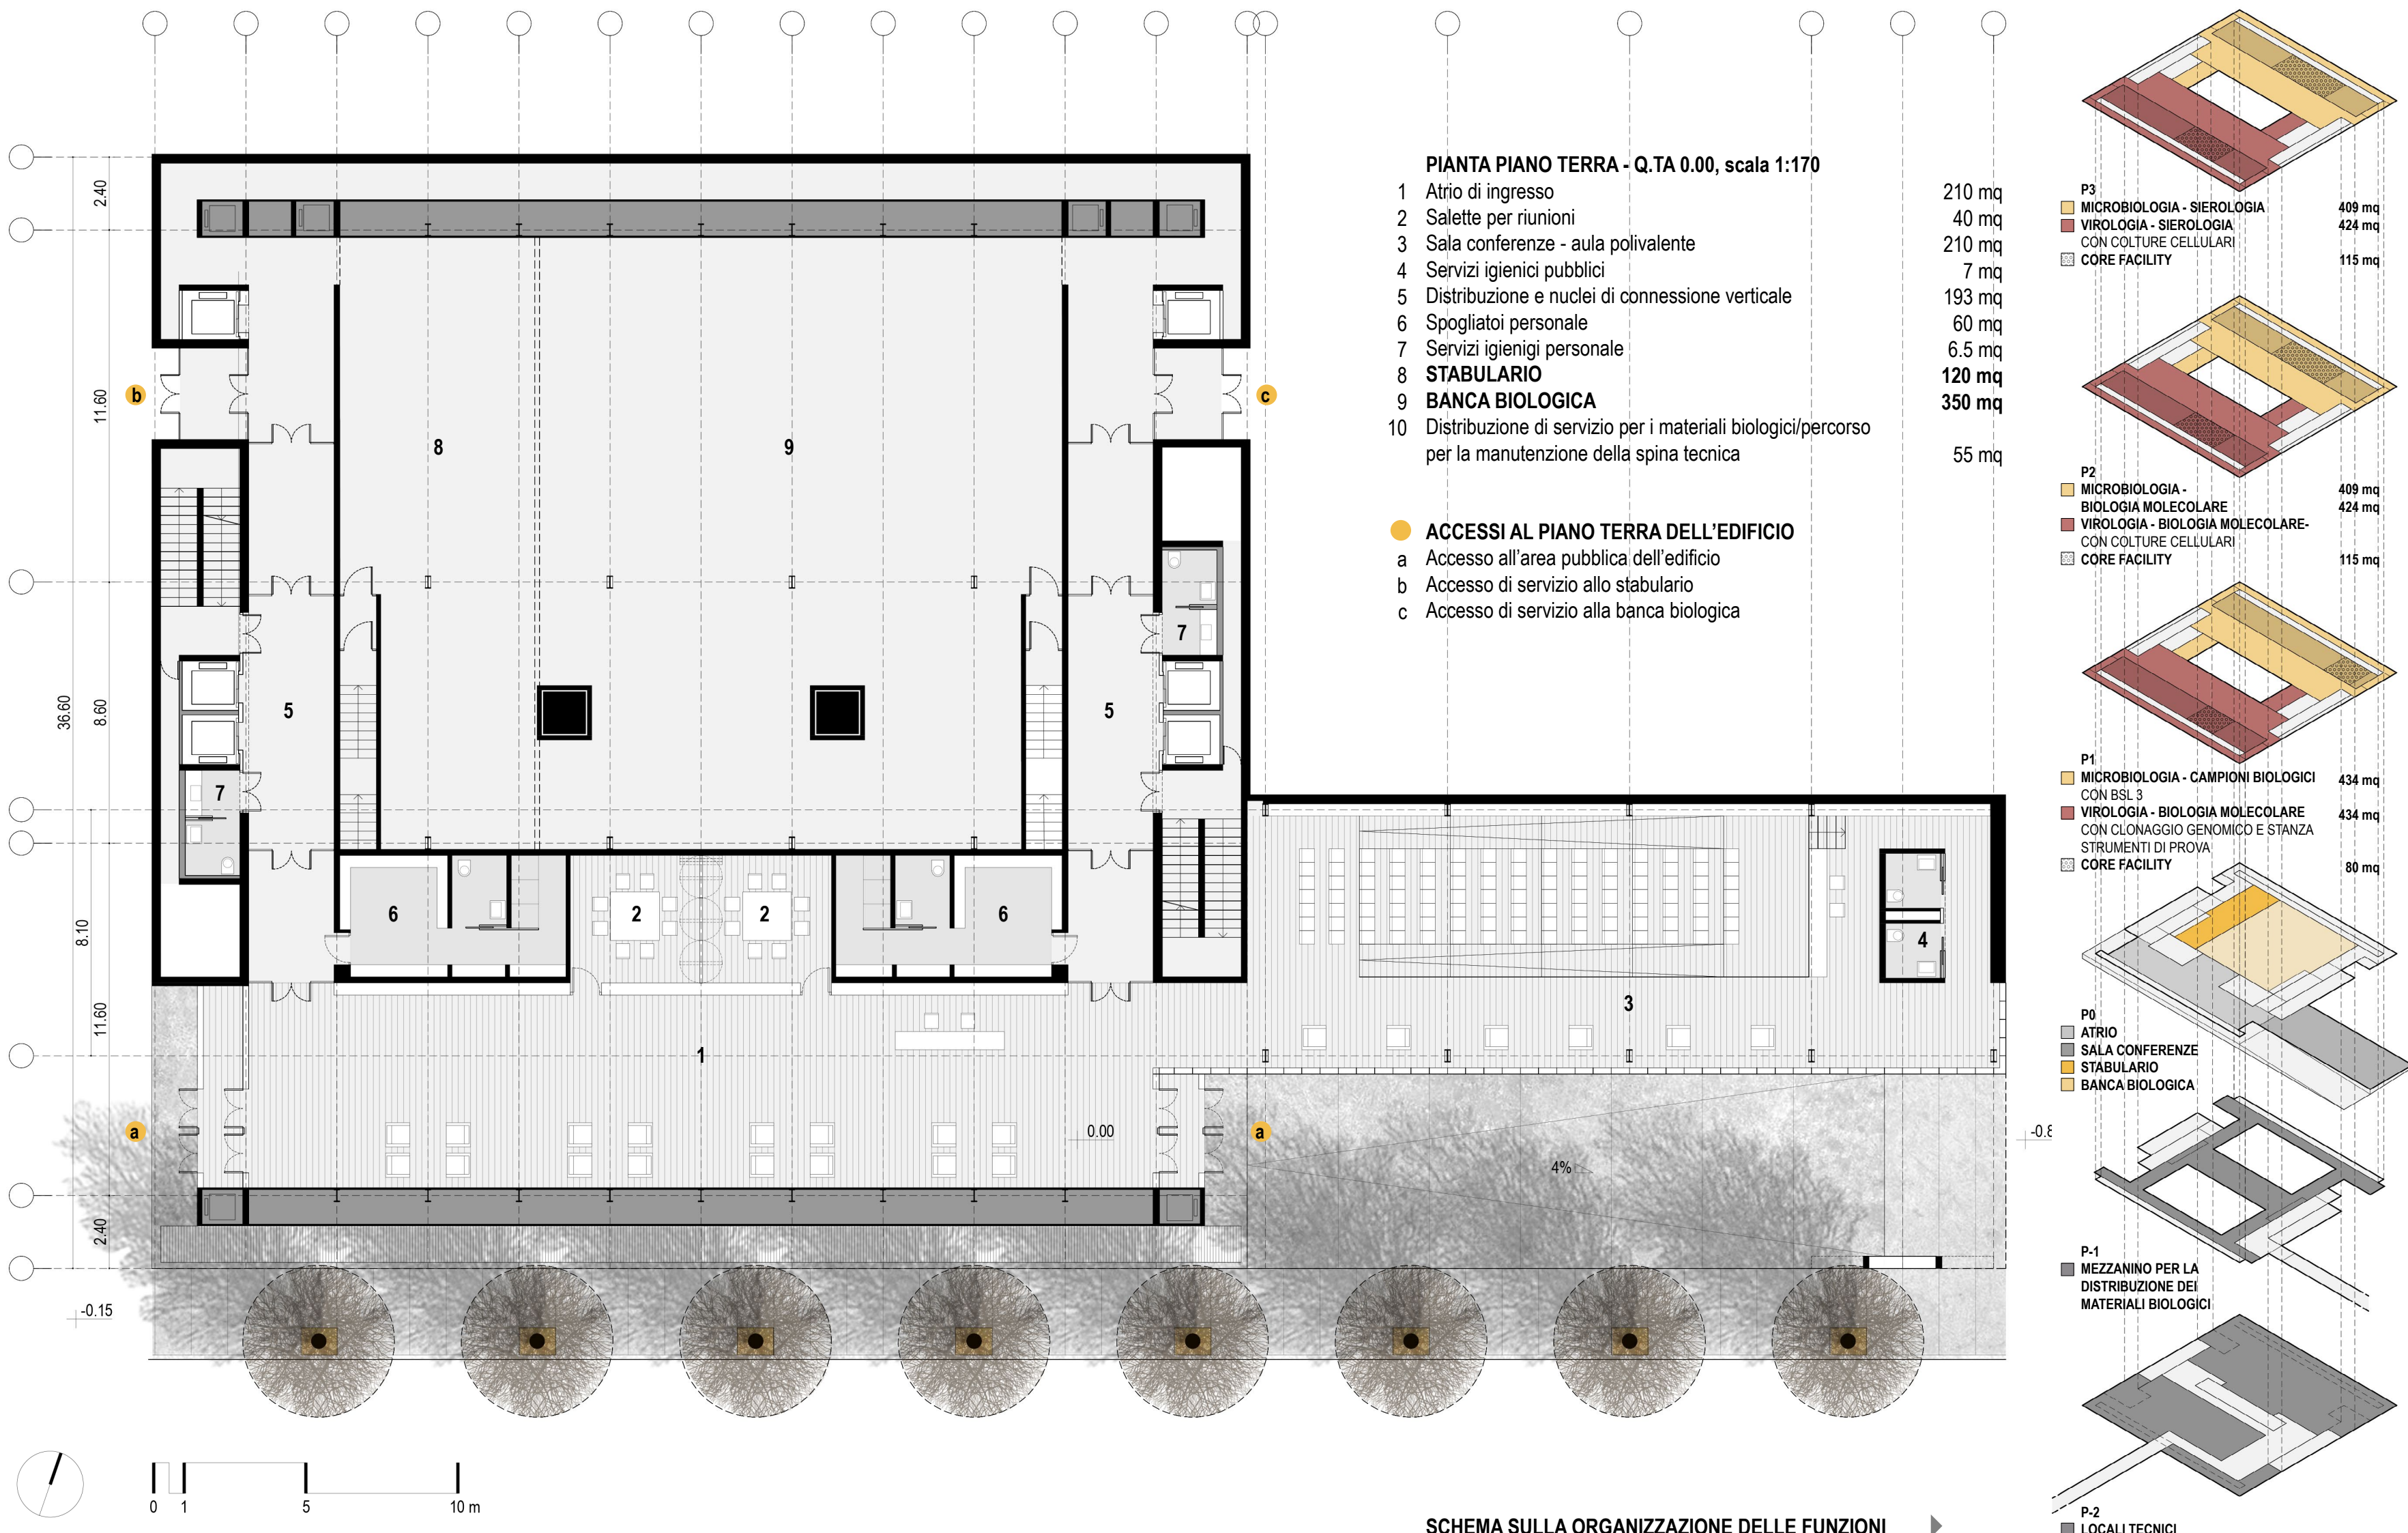 PIANTA PIANO TERRA - Q.TA 0.00, scala 1:170
1 Atrio di ingresso 210 mq
2 Salette per riunioni 40 mq
3 Sala conferenze - aula polivalente 210 mq
4 Servizi igienici pubblici 7 mq
5 Distribuzione e nuclei di connessione verticale 193 mq
6 Spogliatoi personale 60 mq
7 Servizi igienigi personale 6.5 mq
8 STABULARIO 120 mq
9 BANCA BIOLOGICA 350 mq
10 Distribuzione di servizio per i materiali biologici/percorso
per la manutenzione della spina tecnica 55 mq
ACCESSI AL PIANO TERRA DELL'EDIFICIO
a Accesso all'area pubblica dell'edificio
b Accesso di servizio allo stabulario
c Accesso di servizio alla banca biologica
2.40
11.60
36.60
8.60
8.10
11.60
2.40
b
c
8
9
7
5
5
7
6
2
2
6
4
3
1
a
0.00
a
4%
-0.8
-0.15
0 1 5 10 m
SCHEMA SULLA ORGANIZZAZIONE DELLE FUNZIONI
P3
MICROBIOLOGIA - SIEROLOGIA 409 mq
VIROLOGIA - SIEROLOGIA 424 mq
CON COLTURE CELLULARI
CORE FACILITY 115 mq
P2
MICROBIOLOGIA - 409 mq
BIOLOGIA MOLECOLARE 424 mq
VIROLOGIA - BIOLOGIA MOLECOLARE-
CON COLTURE CELLULARI
CORE FACILITY 115 mq
P1
MICROBIOLOGIA - CAMPIONI BIOLOGICI 434 mq
CON BSL 3
VIROLOGIA - BIOLOGIA MOLECOLARE 434 mq
CON CLONAGGIO GENOMICO E STANZA
STRUMENTI DI PROVA
CORE FACILITY 80 mq
P0
ATRIO
SALA CONFERENZE
STABULARIO
BANCA BIOLOGICA
P-1
MEZZANINO PER LA
DISTRIBUZIONE DEI
MATERIALI BIOLOGICI
P-2
LOCALI TECNICI